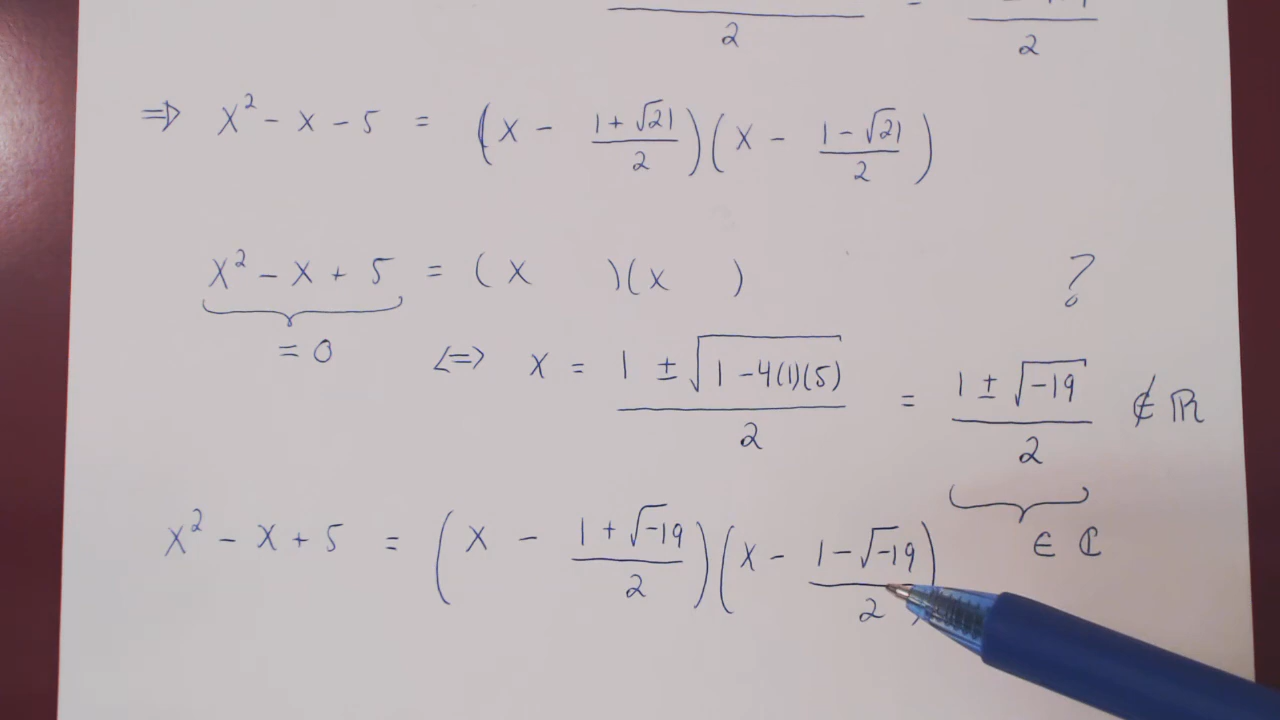 2 2
⇒ x² - x - 5 = (x - (1 + √21)/2)(x - (1 - √21)/2)
x² - x + 5 = (x )(x ) ?
= 0 ⇔ x = (1 ± √(1 - 4(1)(5)))/2 = (1 ± √-19)/2 ∉ ℝ
∈ ℂ
x² - x + 5 = (x - (1 + √-19)/2)(x - (1 - √-19)/2)